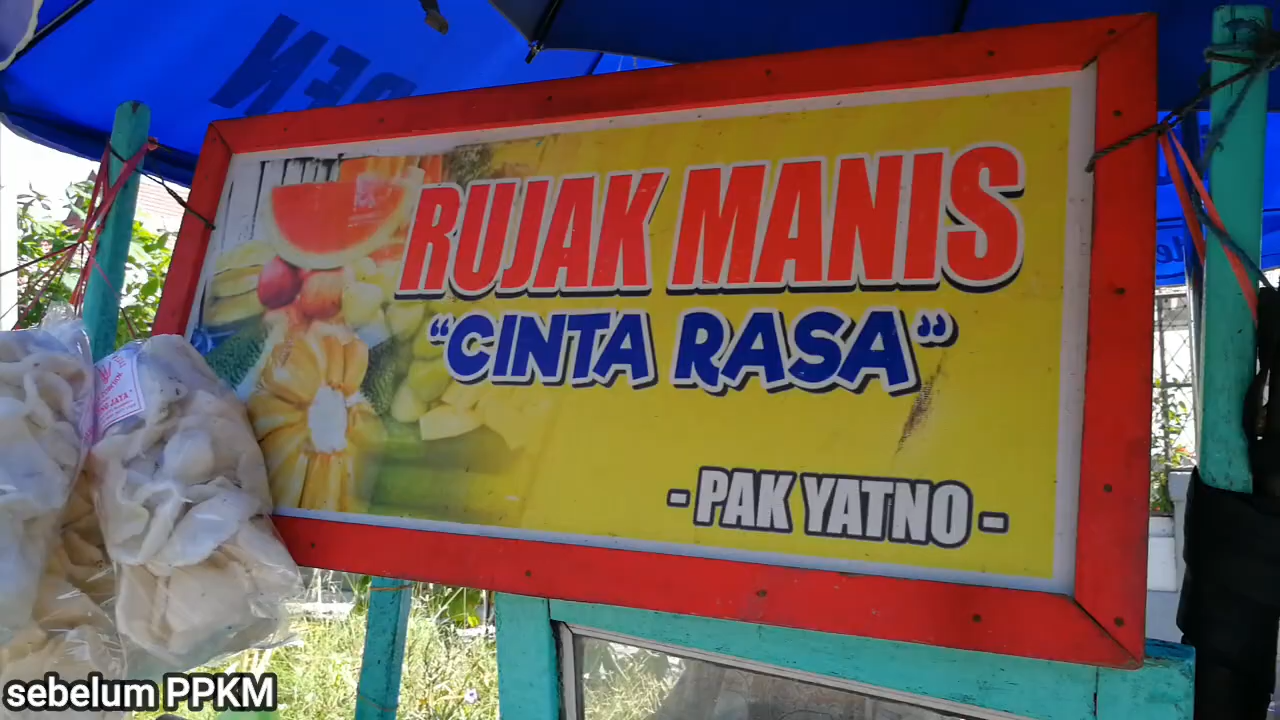 RUJAK MANIS
“CINTA RASA”
- PAK YATNO -
sebelum PPKM